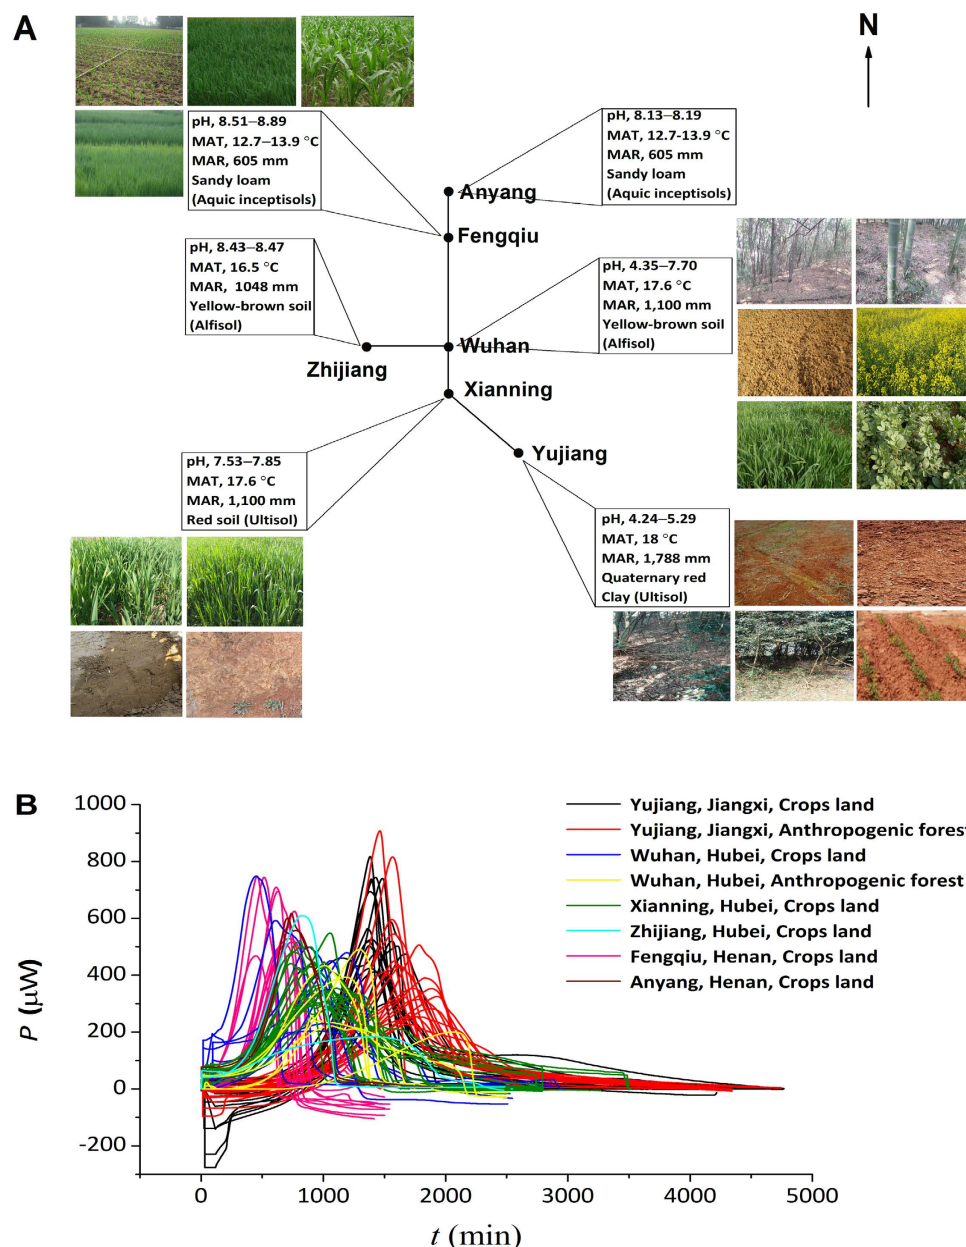 A
N
pH, 8.51–8.89
MAT, 12.7–13.9 °C
MAR, 605 mm
Sandy loam
(Aquic inceptisols)
pH, 8.13–8.19
MAT, 12.7-13.9 °C
MAR, 605 mm
Sandy loam
(Aquic inceptisols)
Anyang
Fengqiu
pH, 8.43–8.47
MAT, 16.5 °C
MAR, 1048 mm
Yellow-brown soil
(Alfisol)
pH, 4.35–7.70
MAT, 17.6 °C
MAR, 1,100 mm
Yellow-brown soil
(Alfisol)
Zhijiang
Wuhan
Xianning
Yujiang
pH, 7.53–7.85
MAT, 17.6 °C
MAR, 1,100 mm
Red soil (Ultisol)
pH, 4.24–5.29
MAT, 18 °C
MAR, 1,788 mm
Quaternary red
Clay (Ultisol)
B
P (µW)
1000
800
600
400
200
0
-200
Yujiang, Jiangxi, Crops land
Yujiang, Jiangxi, Anthropogenic forest
Wuhan, Hubei, Crops land
Wuhan, Hubei, Anthropogenic forest
Xianning, Hubei, Crops land
Zhijiang, Hubei, Crops land
Fengqiu, Henan, Crops land
Anyang, Henan, Crops land
0 1000 2000 3000 4000 5000
t (min)